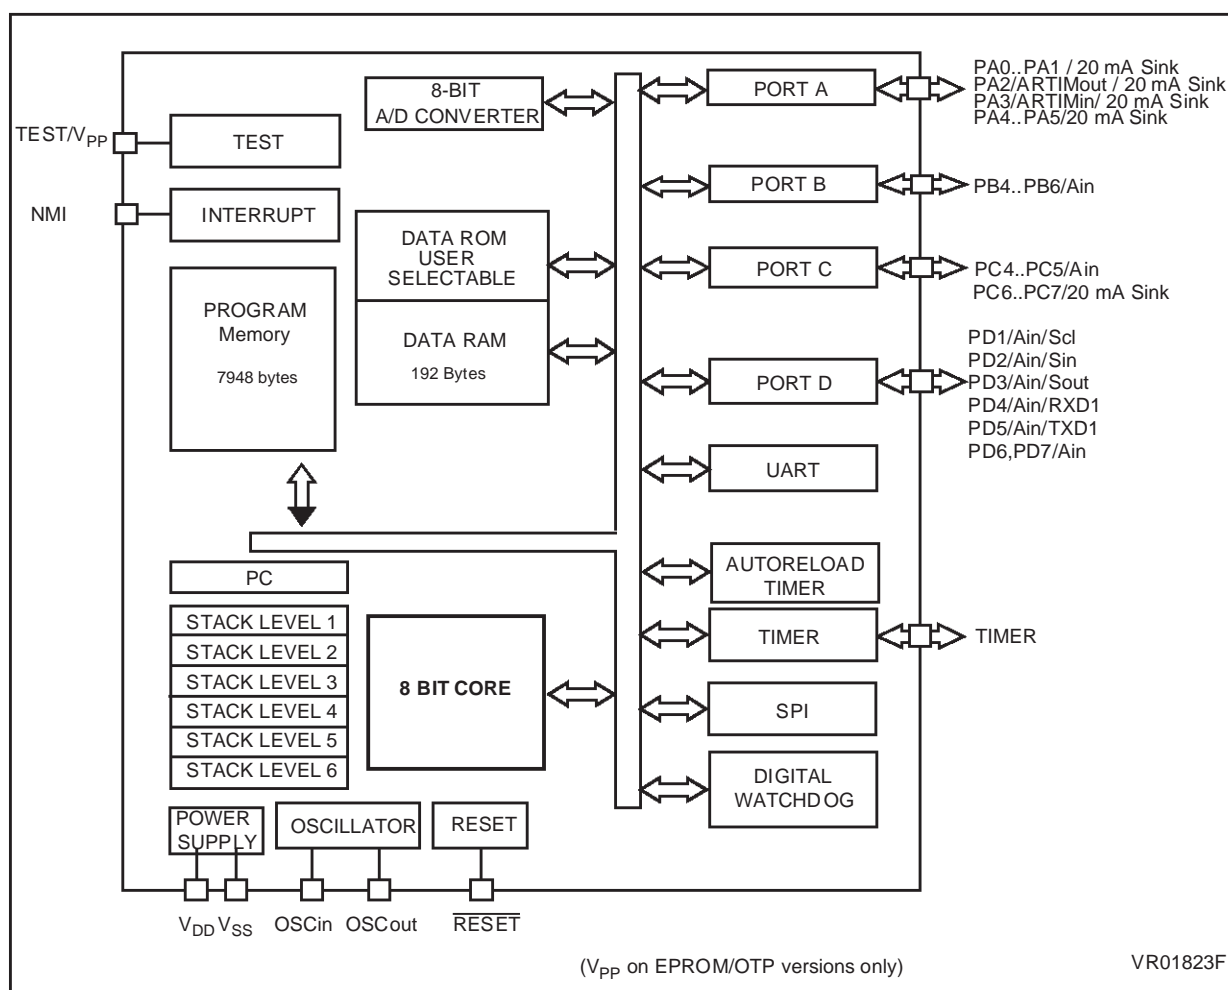 8-BIT
A/D CONVERTER
TEST/VPP
TEST
NMI
INTERRUPT
PROGRAM
Memory
7948 bytes
DATA ROM
USER
SELECTABLE
DATA RAM
192 Bytes
PC
STACK LEVEL 1
STACK LEVEL 2
STACK LEVEL 3
STACK LEVEL 4
STACK LEVEL 5
STACK LEVEL 6
8 BIT CORE
POWER
SUPPLY
OSCILLATOR
RESET
VDD VSS
OSCin OSCout
RESET
PORT A
PA0..PA1 / 20 mA Sink
PA2/ARTIMout / 20 mA Sink
PA3/ARTIMin/ 20 mA Sink
PA4..PA5/20 mA Sink
PORT B
PB4..PB6/Ain
PORT C
PC4..PC5/Ain
PC6..PC7/20 mA Sink
PORT D
PD1/Ain/Scl
PD2/Ain/Sin
PD3/Ain/Sout
PD4/Ain/RXD1
PD5/Ain/TXD1
PD6,PD7/Ain
UART
AUTORELOAD
TIMER
TIMER
TIMER
SPI
DIGITAL
WATCHDOG
(VPP on EPROM/OTP versions only)
VR01823F